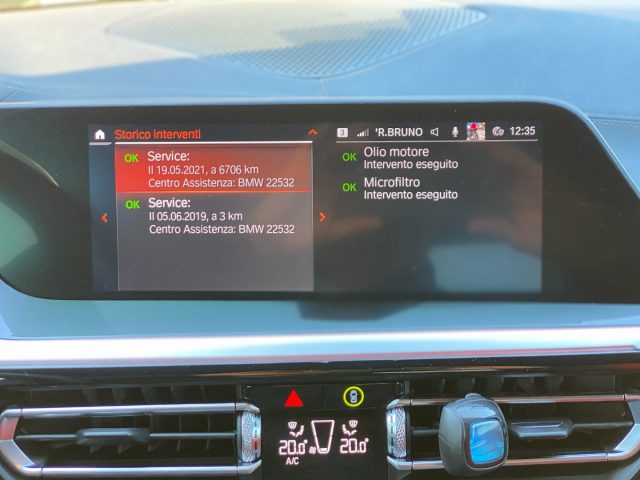 Storico interventi
3 'R.BRUNO 12:35
OK Service:
Il 19.05.2021, a 6706 km
Centro Assistenza: BMW 22532
OK Service:
Il 05.06.2019, a 3 km
Centro Assistenza: BMW 22532
OK Olio motore
Intervento eseguito
OK Microfiltro
Intervento eseguito
20.0 20.0
A/C